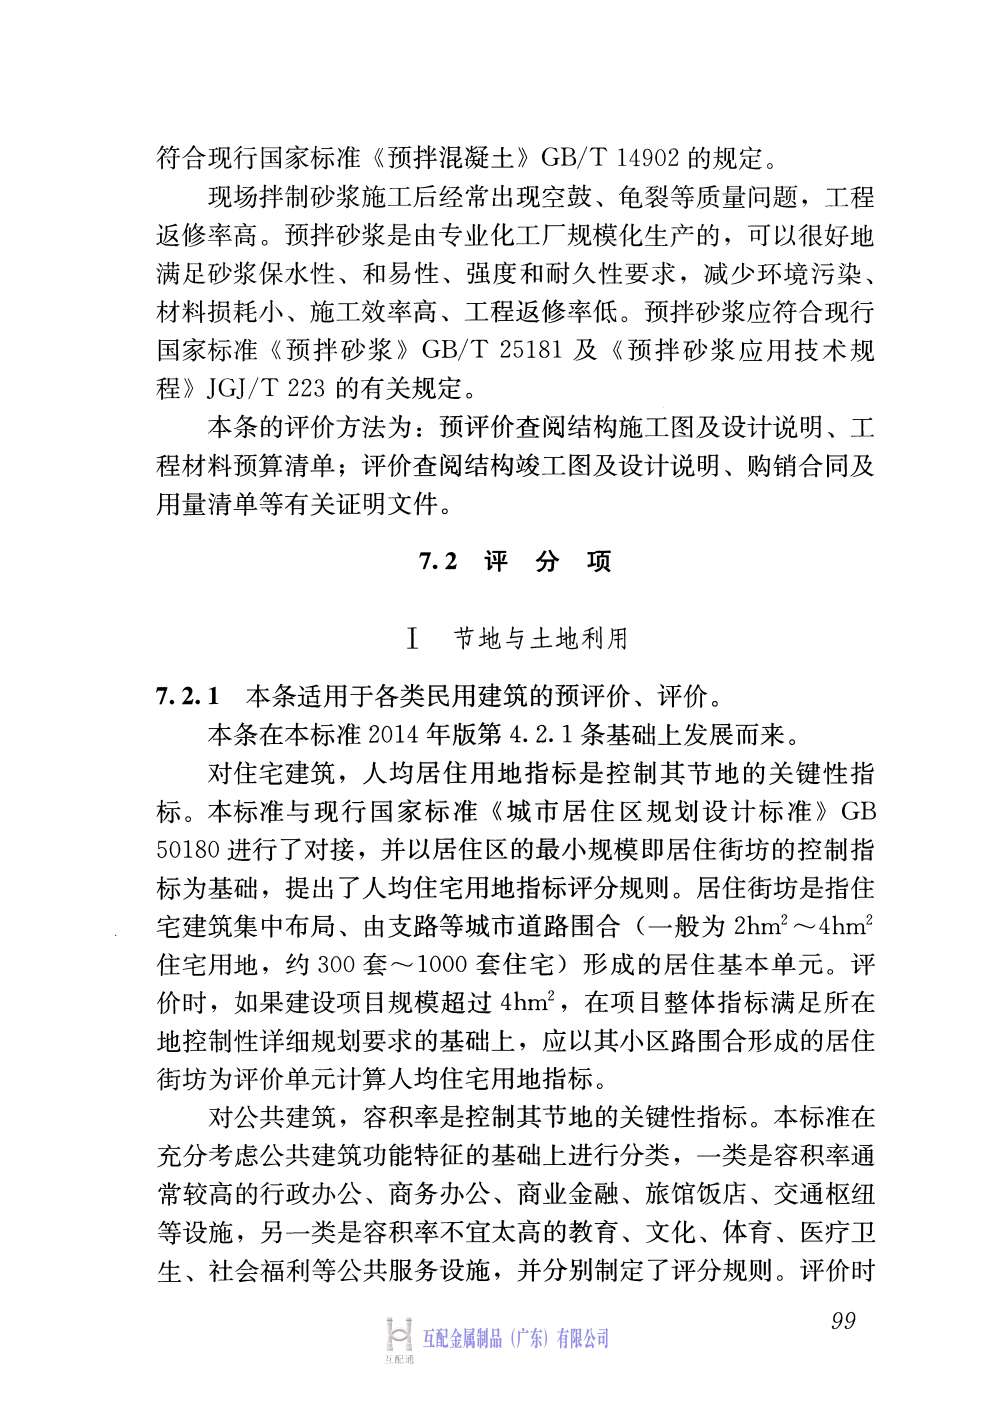 符合现行国家标准《预拌混凝土》GB/T 14902 的规定。
现场拌制砂浆施工后经常出现空鼓、龟裂等质量问题，工程
返修率高。预拌砂浆是由专业化工厂规模化生产的，可以很好地
满足砂浆保水性、和易性、强度和耐久性要求，减少环境污染、
材料损耗小、施工效率高、工程返修率低。预拌砂浆应符合现行
国家标准《预拌砂浆》GB/T 25181 及《预拌砂浆应用技术规
程》JGJ/T 223 的有关规定。
本条的评价方法为：预评价查阅结构施工图及设计说明、工
程材料预算清单；评价查阅结构竣工图及设计说明、购销合同及
用量清单等有关证明文件。
7.2 评 分 项
Ⅰ 节地与土地利用
7.2.1 本条适用于各类民用建筑的预评价、评价。
本条在本标准 2014 年版第 4.2.1 条基础上发展而来。
对住宅建筑，人均居住用地指标是控制其节地的关键性指
标。本标准与现行国家标准《城市居住区规划设计标准》GB
50180 进行了对接，并以居住区的最小规模即居住街坊的控制指
标为基础，提出了人均住宅用地指标评分规则。居住街坊是指住
宅建筑集中布局、由支路等城市道路围合（一般为 2hm²～4hm²
住宅用地，约 300 套～1000 套住宅）形成的居住基本单元。评
价时，如果建设项目规模超过 4hm²，在项目整体指标满足所在
地控制性详细规划要求的基础上，应以其小区路围合形成的居住
街坊为评价单元计算人均住宅用地指标。
对公共建筑，容积率是控制其节地的关键性指标。本标准在
充分考虑公共建筑功能特征的基础上进行分类，一类是容积率通
常较高的行政办公、商务办公、商业金融、旅馆饭店、交通枢纽
等设施，另一类是容积率不宜太高的教育、文化、体育、医疗卫
生、社会福利等公共服务设施，并分别制定了评分规则。评价时
99
互配金属制品（广东）有限公司
互配通